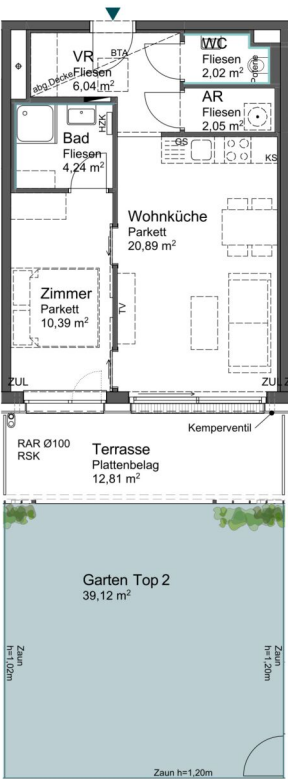 VR
Fliesen
6,04 m²
BTA
abg Decke
WC
Fliesen
2,02 m²
Poterie
AR
Fliesen
2,05 m²
Bad
Fliesen
4,24 m²
HZK
GS
KS
Wohnküche
Parkett
20,89 m²
Zimmer
Parkett
10,39 m²
TV
ZUL
ZUL
Kemperventil
RAR Ø100
RSK
Terrasse
Plattenbelag
12,81 m²
Garten Top 2
39,12 m²
Zaun
h=1,02m
Zaun
h=1,20m
Zaun h=1,20m